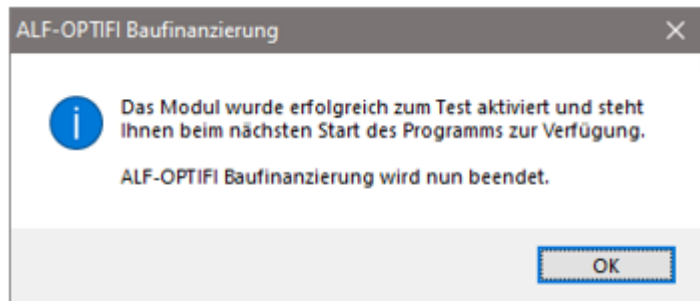 ALF-OPTIFI Baufinanzierung
Das Modul wurde erfolgreich zum Test aktiviert und steht
Ihnen beim nächsten Start des Programms zur Verfügung.
ALF-OPTIFI Baufinanzierung wird nun beendet.
OK